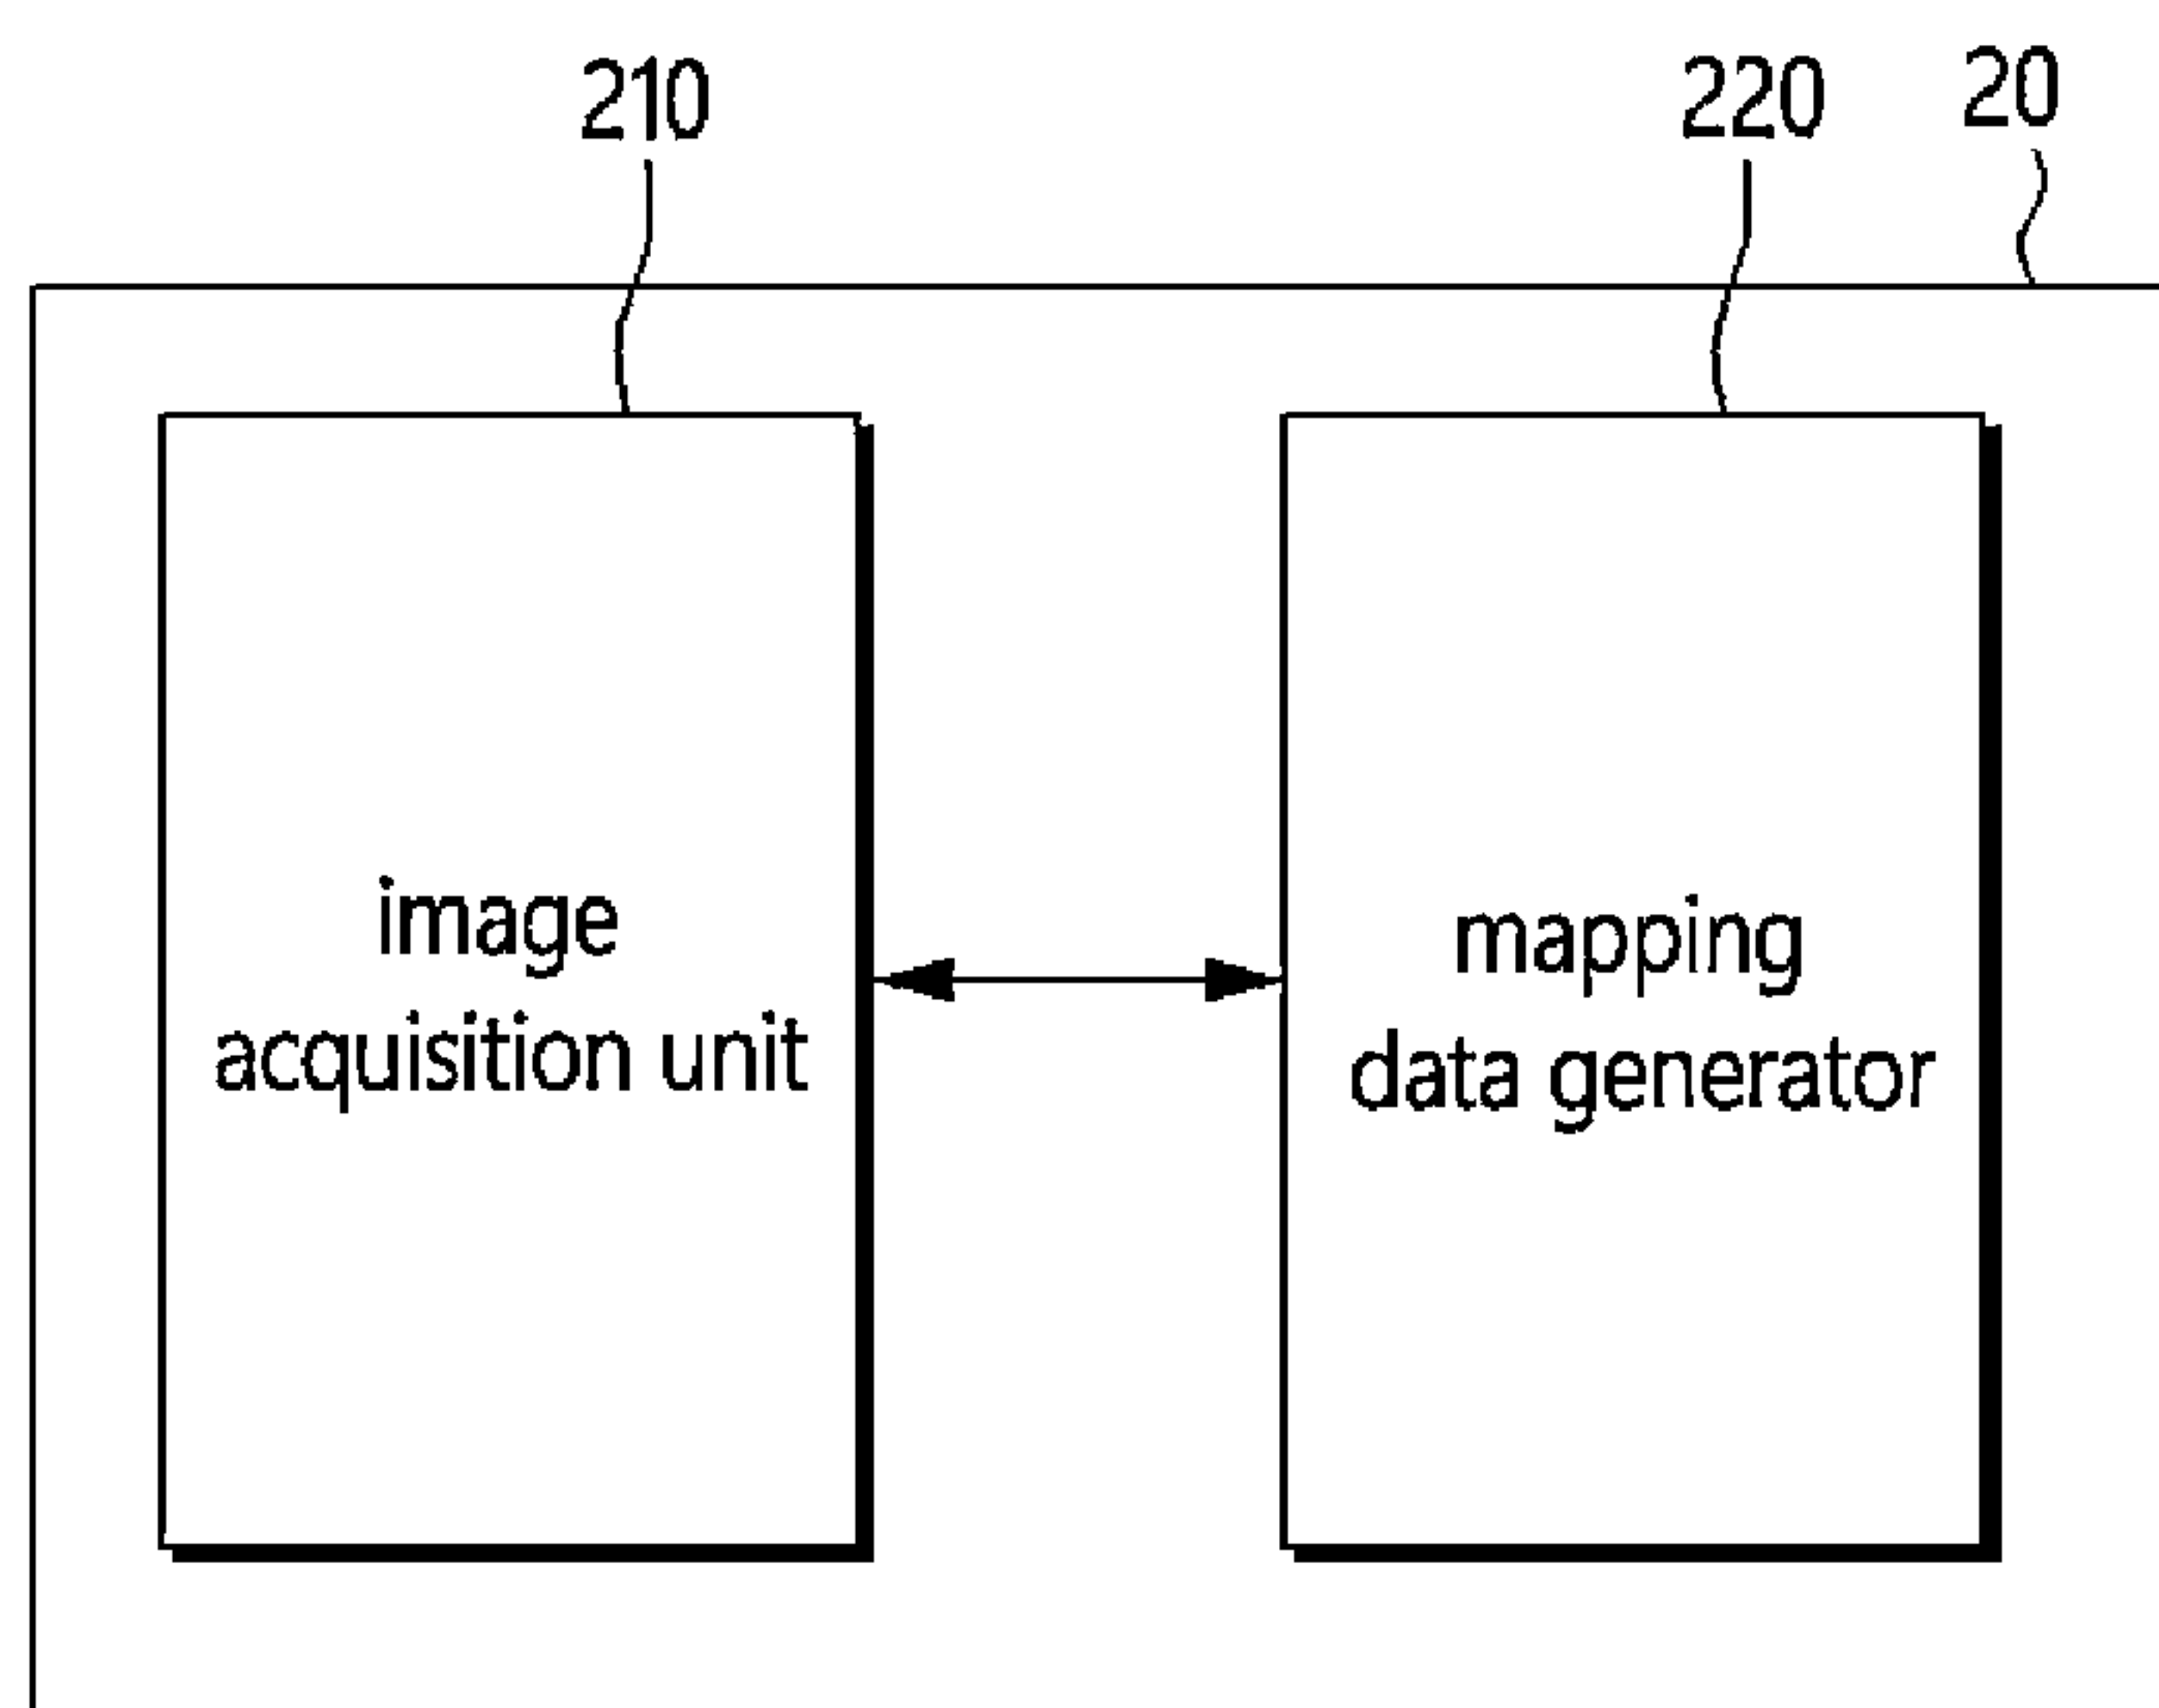 210
220
20
image
acquisition unit
mapping
data generator